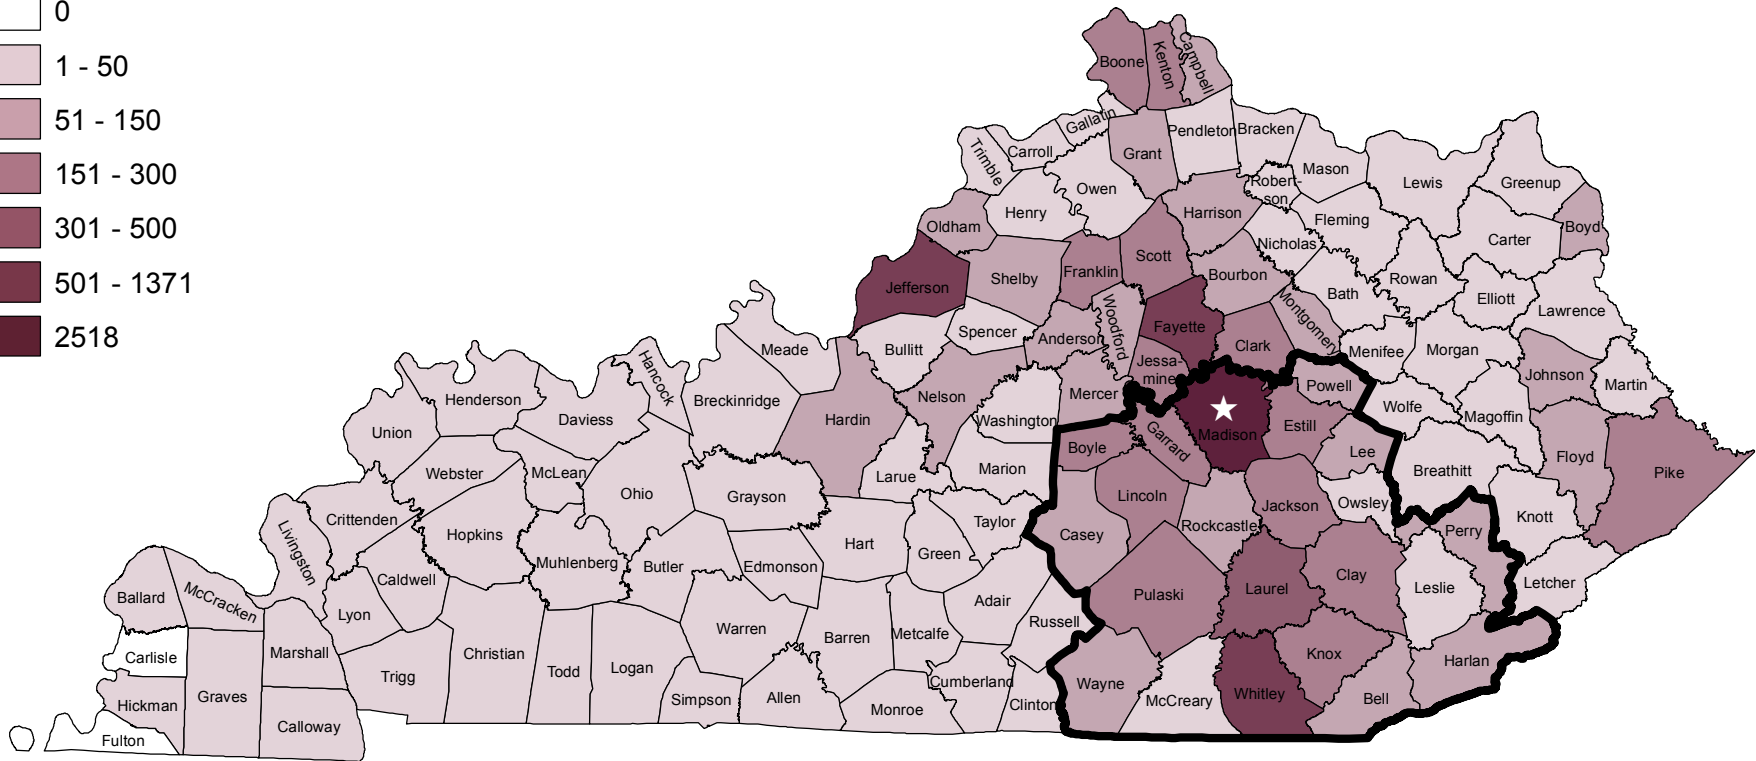 0
1 - 50
51 - 150
151 - 300
301 - 500
501 - 1371
2518
Boone
Kenton
Campbell
Gallatin
Pendleton
Bracken
Trimble
Carroll
Grant
Mason
Owen
Robert-
son
Lewis
Greenup
Henry
Harrison
Fleming
Oldham
Boyd
Nicholas
Carter
Scott
Franklin
Shelby
Bourbon
Rowan
Jefferson
Bath
Elliott
Lawrence
Woodford
Montgomery
Fayette
Spencer
Anderson
Clark
Bullitt
Meade
Menifee
Morgan
Jessa-
mine
Hancock
Johnson
Martin
Powell
Mercer
Nelson
Henderson
Breckinridge
Wolfe
Magoffin
Daviess
Hardin
Washington
Estill
Union
Madison
Garrard
Boyle
Lee
Floyd
Marion
Breathitt
Pike
Webster
McLean
Larue
Ohio
Grayson
Lincoln
Owsley
Jackson
Crittenden
Taylor
Rockcastle
Knott
Perry
Hopkins
Casey
Hart
Livingston
Green
Muhlenberg
Butler
Edmonson
Clay
Caldwell
Letcher
Leslie
Laurel
Pulaski
Ballard
McCracken
Adair
Lyon
Russell
Warren
Metcalfe
Barren
Marshall
Christian
Knox
Carlisle
Harlan
Logan
Todd
Trigg
Cumberland
Wayne
Whitley
Graves
Allen
Simpson
Bell
McCreary
Clinton
Hickman
Monroe
Calloway
Fulton